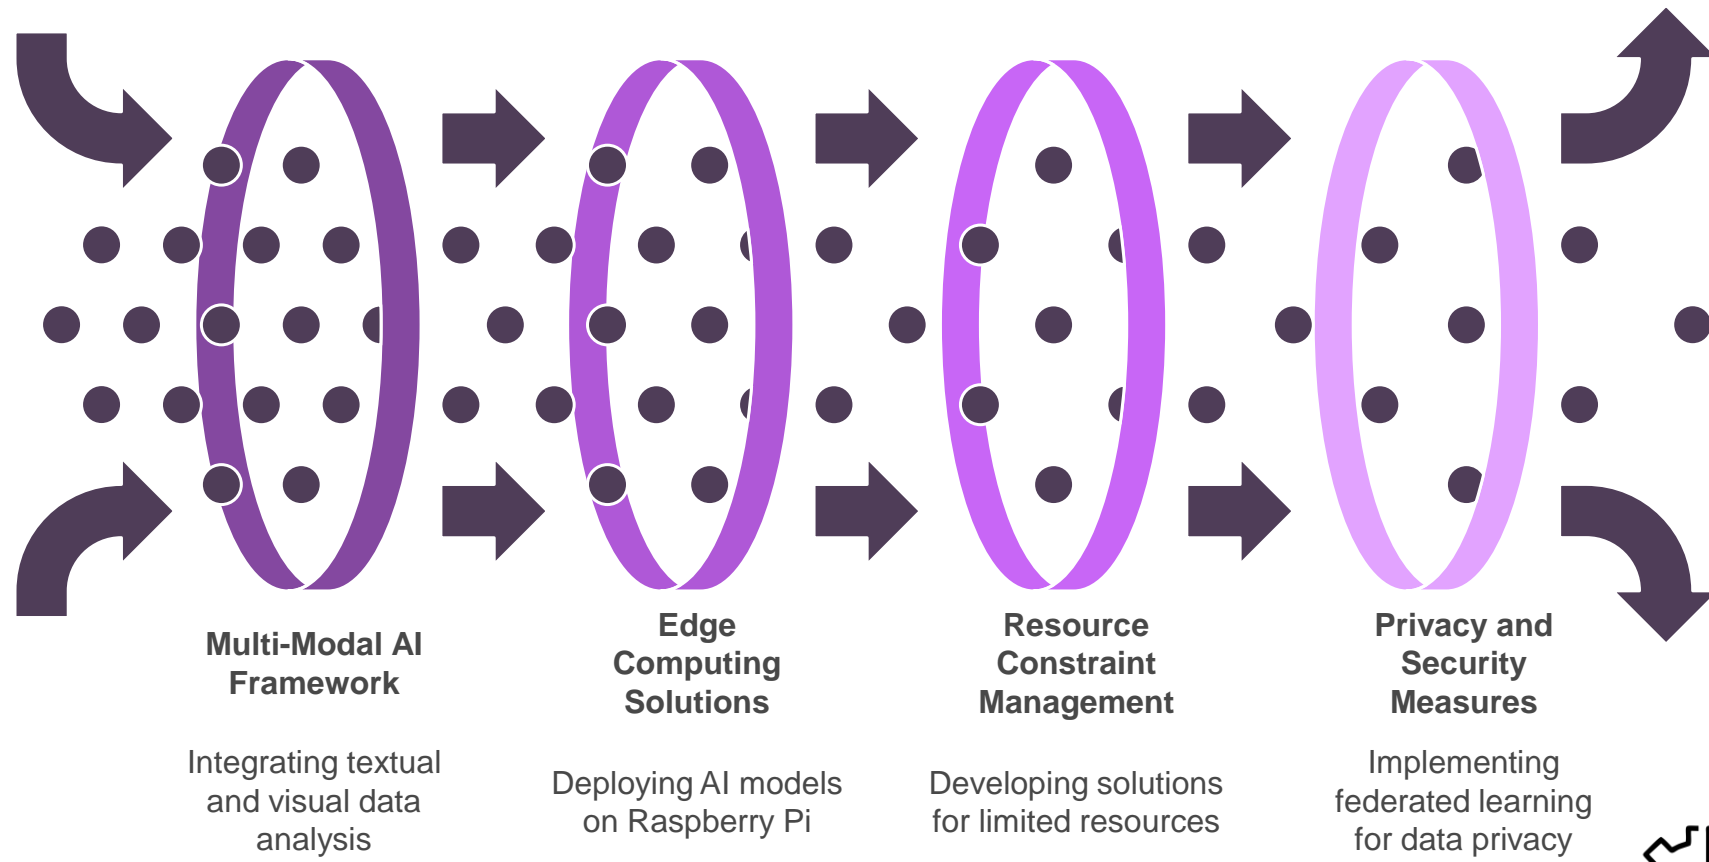 Multi-Modal AI
Framework
Integrating textual
and visual data
analysis
Edge
Computing
Solutions
Deploying AI models
on Raspberry Pi
Resource
Constraint
Management
Developing solutions
for limited resources
Privacy and
Security
Measures
Implementing
federated learning
for data privacy